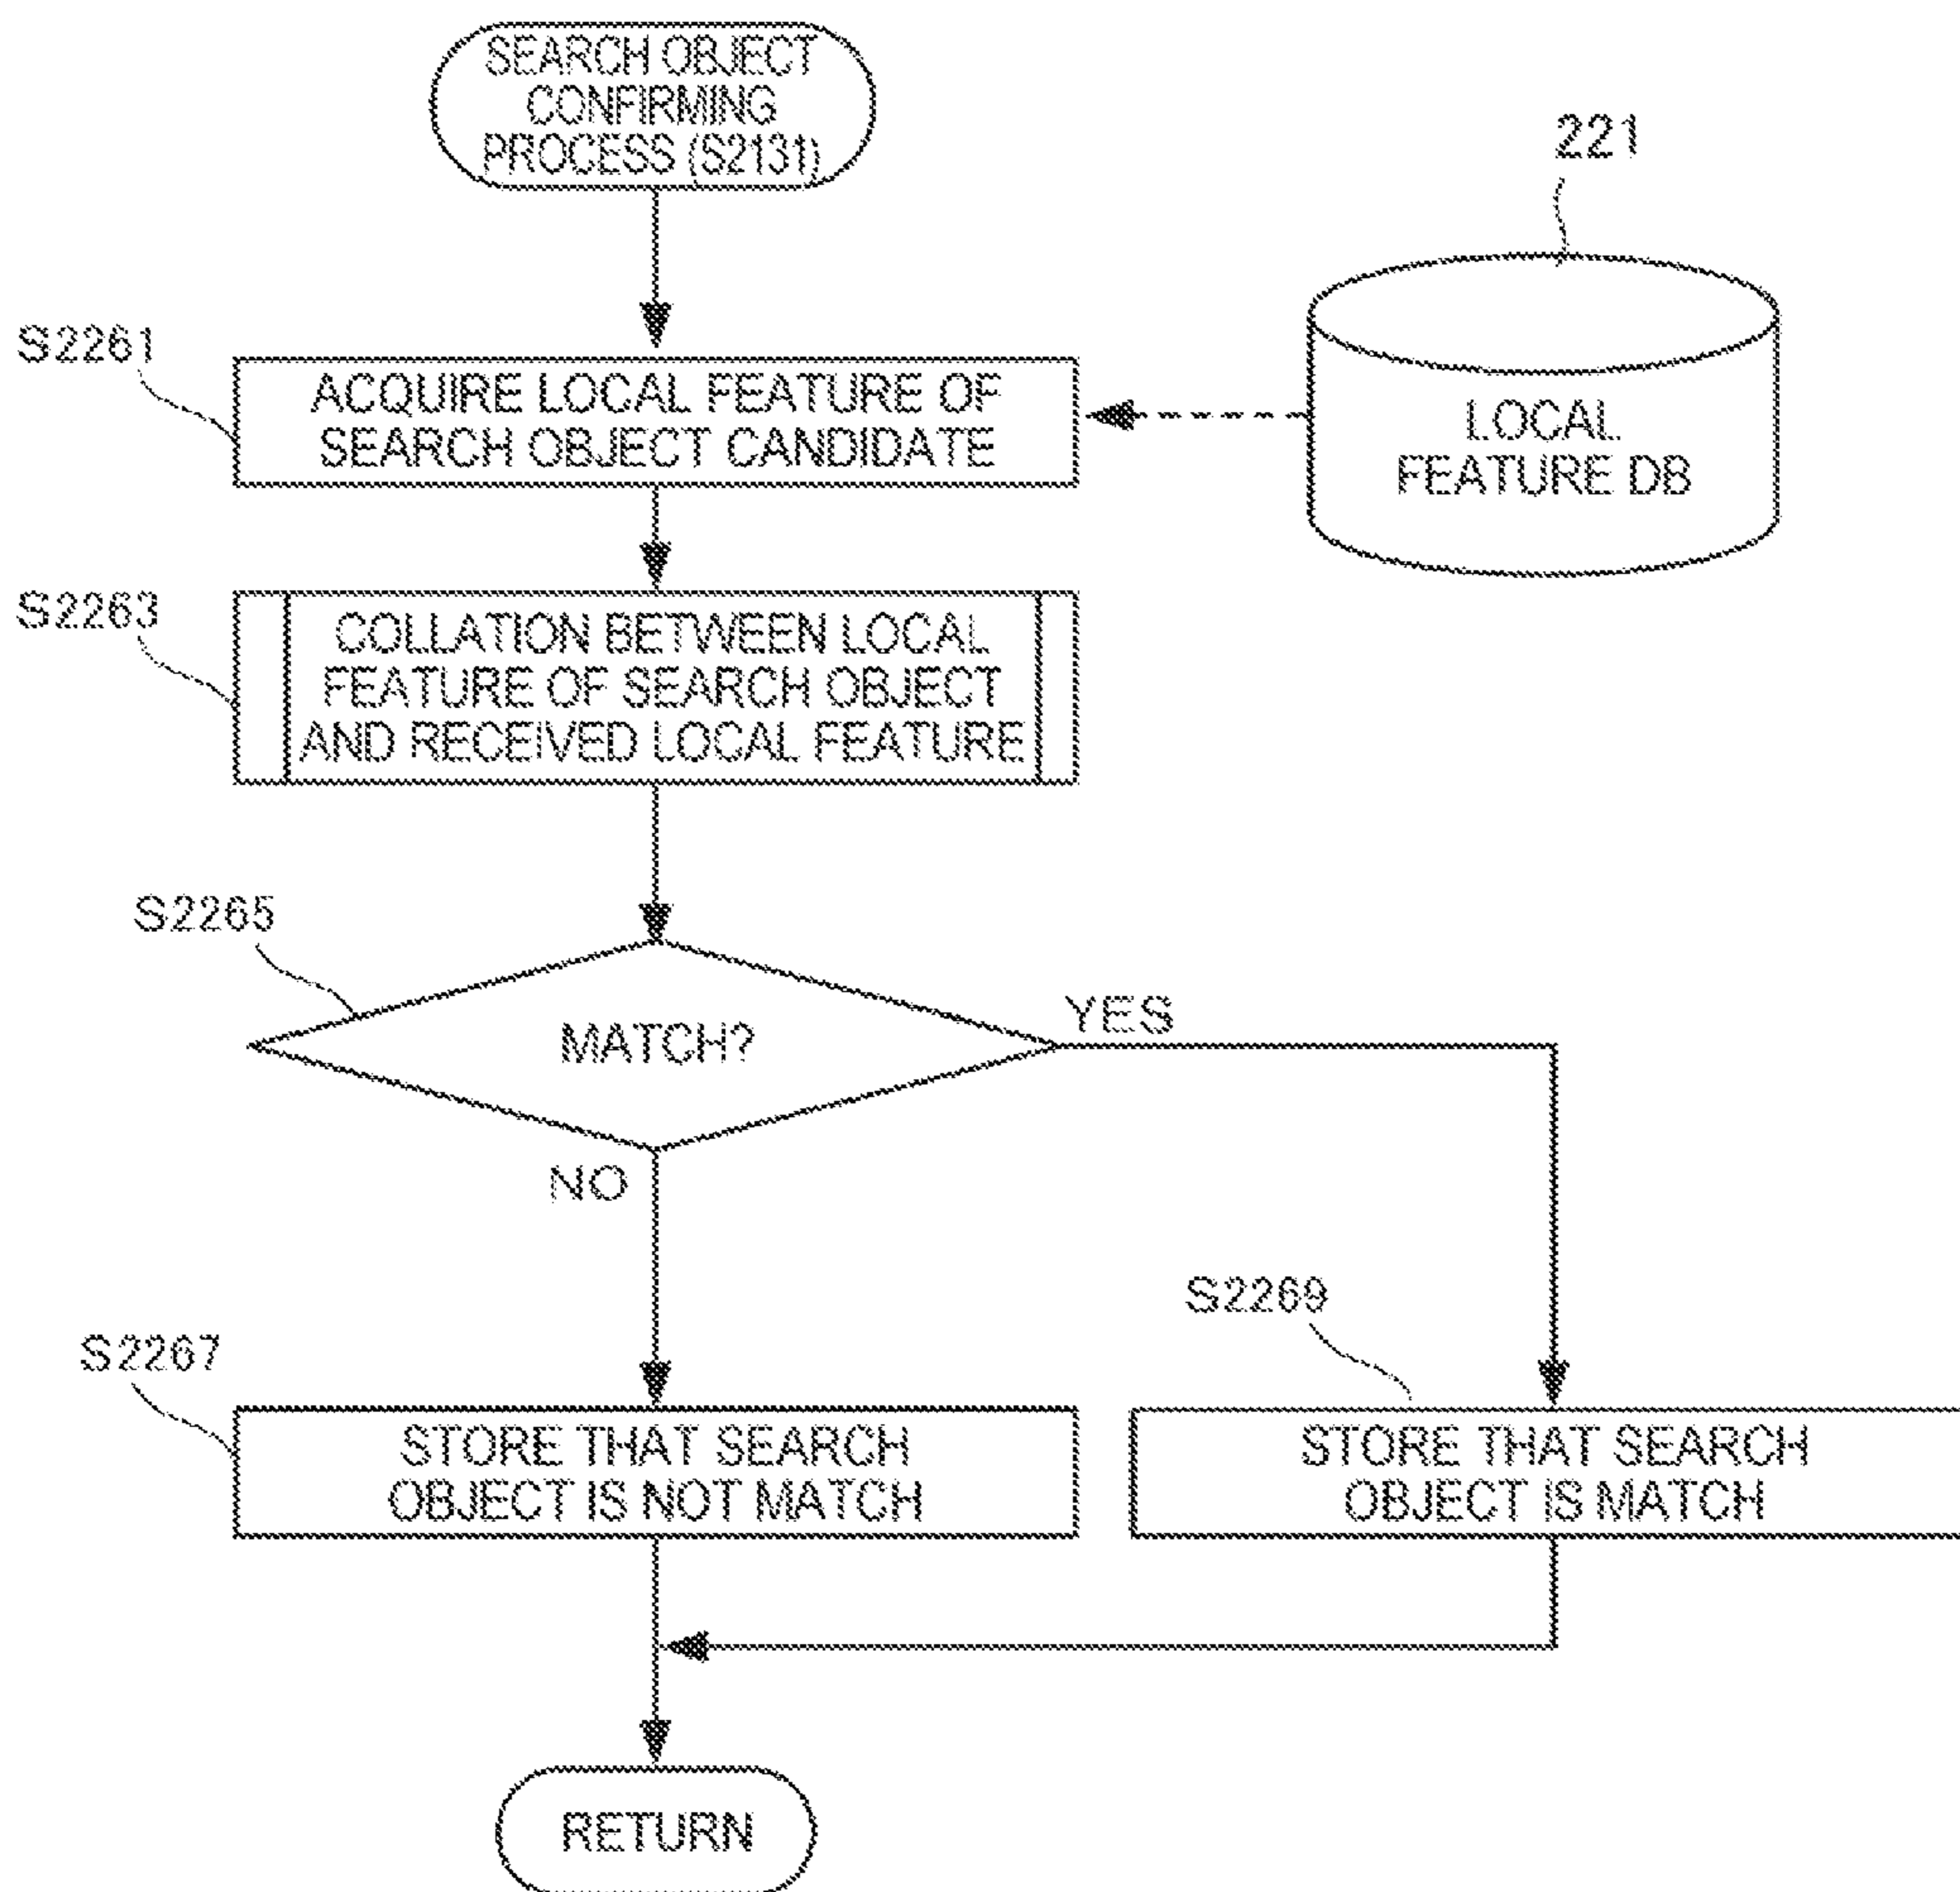 SEARCH OBJECT
CONFIRMING
PROCESS (S2131)
221
S2261
ACQUIRE LOCAL FEATURE OF
SEARCH OBJECT CANDIDATE
LOCAL
FEATURE DB
S2263
COLLATION BETWEEN LOCAL
FEATURE OF SEARCH OBJECT
AND RECEIVED LOCAL FEATURE
S2265
MATCH?
YES
NO
S2269
S2267
STORE THAT SEARCH
OBJECT IS NOT MATCH
STORE THAT SEARCH
OBJECT IS MATCH
RETURN